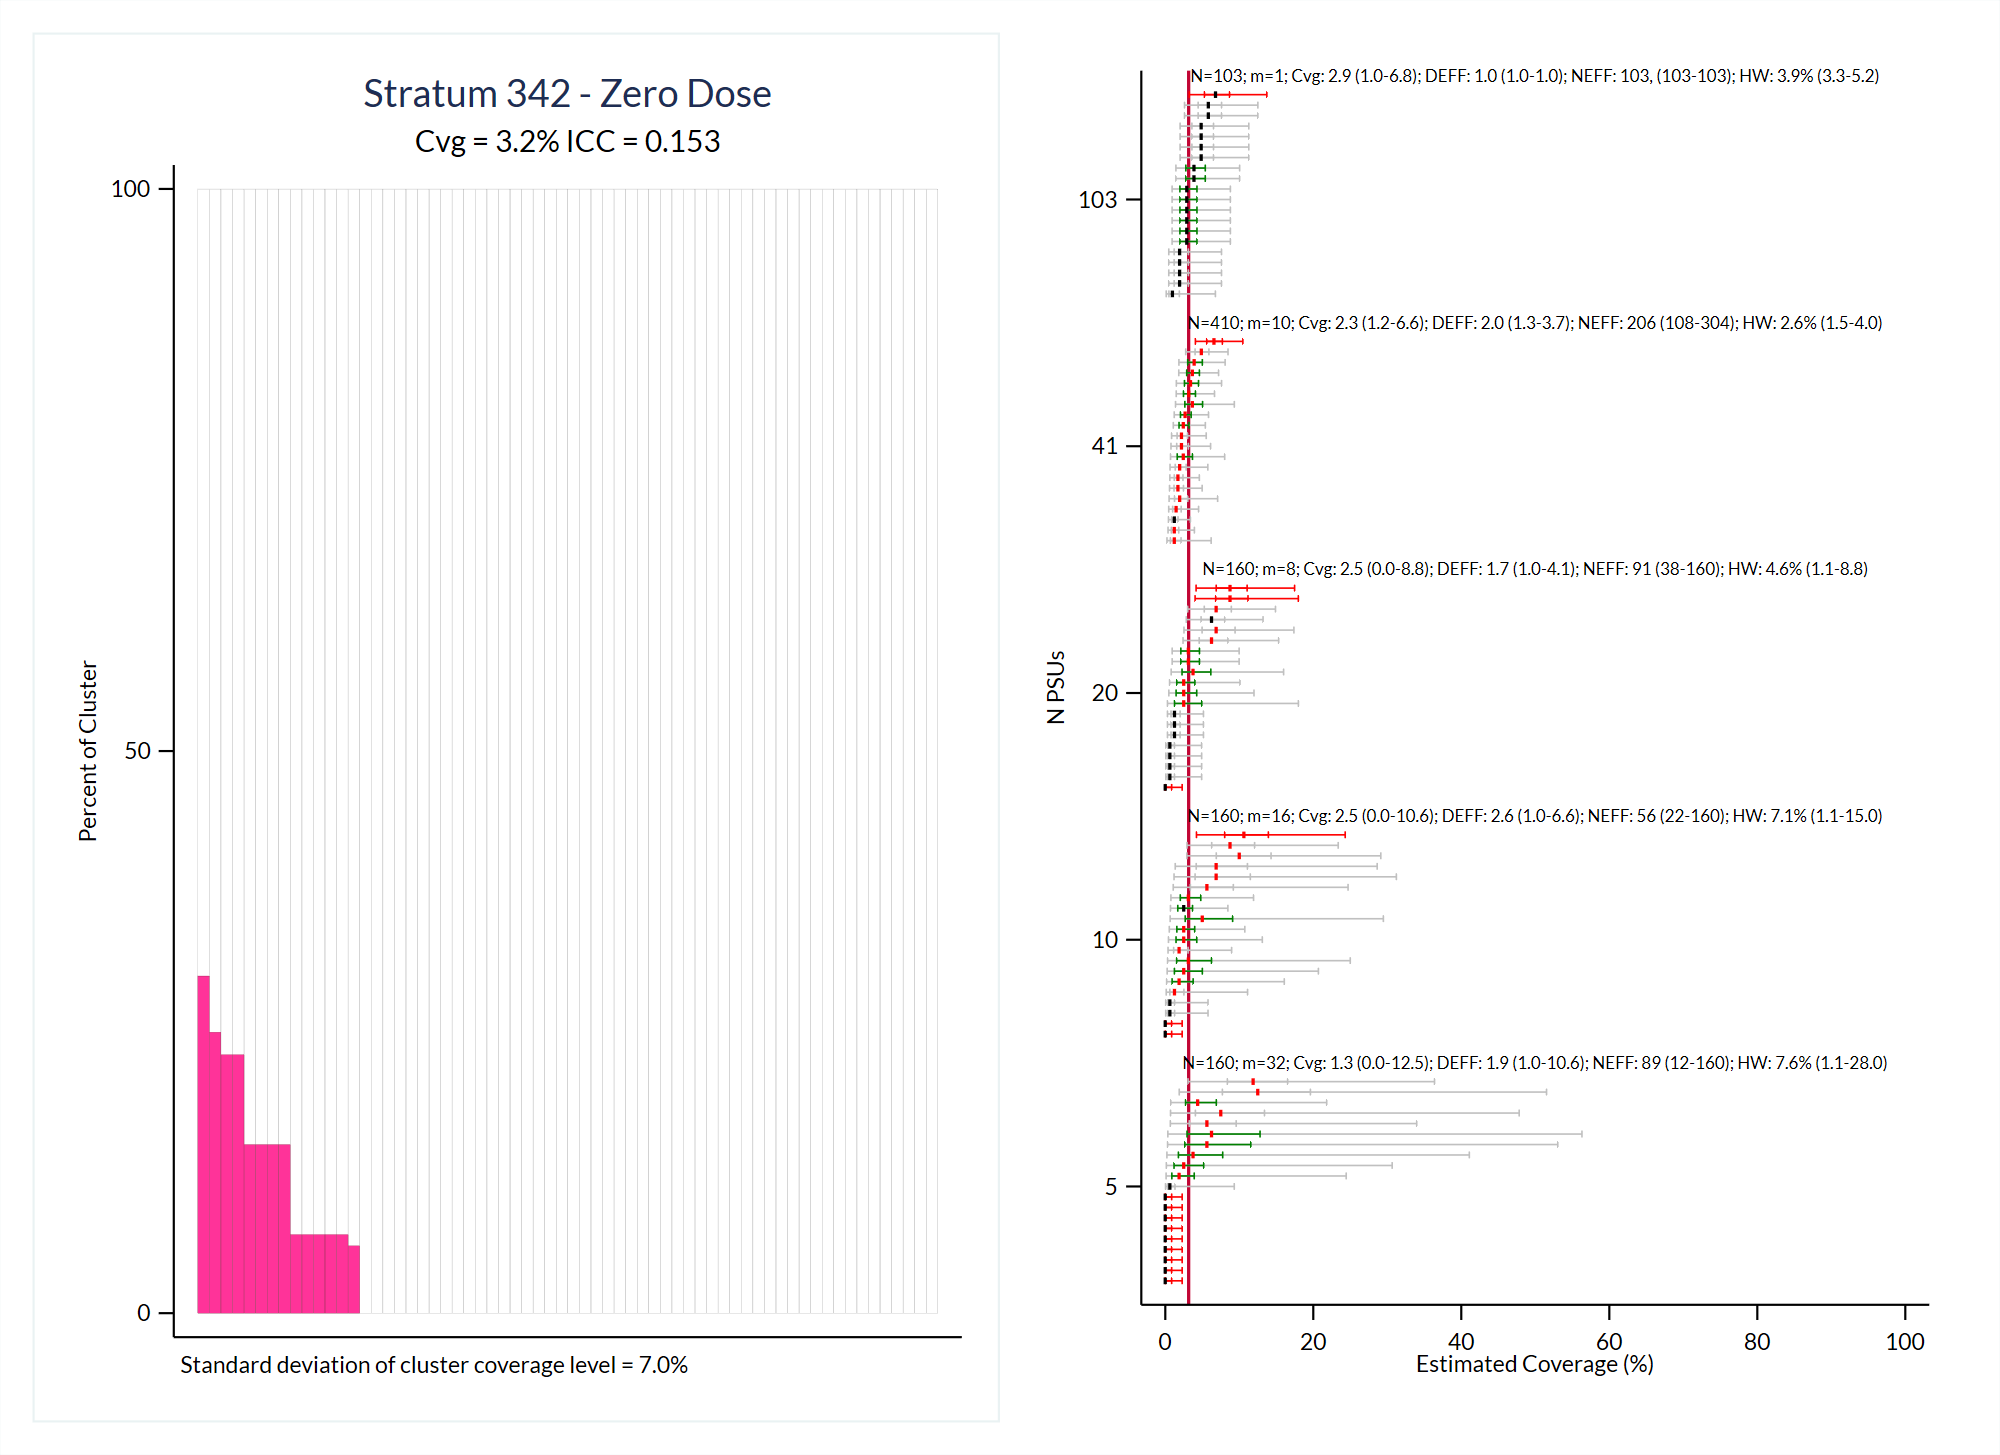 Stratum 342 - Zero Dose
Cvg = 3.2% ICC = 0.153
100
50
0
Percent of Cluster
Standard deviation of cluster coverage level = 7.0%
N=103; m=1; Cvg: 2.9 (1.0-6.8); DEFF: 1.0 (1.0-1.0); NEFF: 103, (103-103); HW: 3.9% (3.3-5.2)
103
N=410; m=10; Cvg: 2.3 (1.2-6.6); DEFF: 2.0 (1.3-3.7); NEFF: 206 (108-304); HW: 2.6% (1.5-4.0)
41
N=160; m=8; Cvg: 2.5 (0.0-8.8); DEFF: 1.7 (1.0-4.1); NEFF: 91 (38-160); HW: 4.6% (1.1-8.8)
N PSUs
20
N=160; m=16; Cvg: 2.5 (0.0-10.6); DEFF: 2.6 (1.0-6.6); NEFF: 56 (22-160); HW: 7.1% (1.1-15.0)
10
N=160; m=32; Cvg: 1.3 (0.0-12.5); DEFF: 1.9 (1.0-10.6); NEFF: 89 (12-160); HW: 7.6% (1.1-28.0)
5
0 20 40 60 80 100
Estimated Coverage (%)